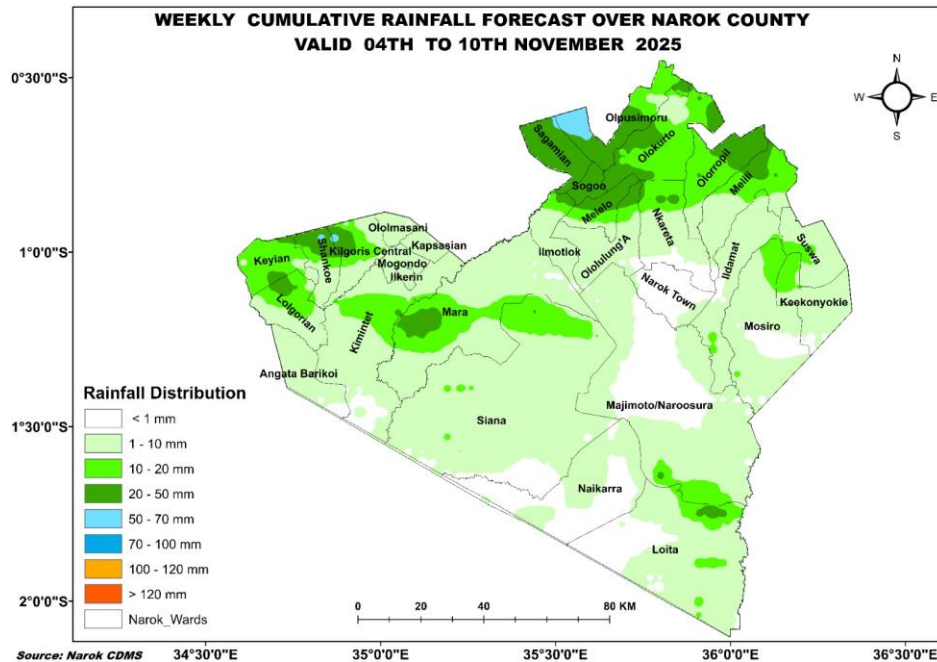 WEEKLY CUMULATIVE RAINFALL FORECAST OVER NAROK COUNTY
VALID 04TH TO 10TH NOVEMBER 2025
N
W E
S
0°30'0"S
1°0'0"S
1°30'0"S
2°0'0"S
Olpusimoru
Sagamian
Olokurto
Olorropil
Melili
Sogoo
Melelo
Nkareta
Ololmasani
Shankoe
Kilgoris Central
Kapsasian
Keyian
Mogondo
Ilkerin
Ilmotiok
Ololulung'A
Ildamat
Suswa
Lolgorian
Narok Town
Keekonyokie
Kimintet
Mara
Mosiro
Angata Barikoi
Siana
Majimoto/Naroosura
Naikarra
Loita
Rainfall Distribution
< 1 mm
1 - 10 mm
10 - 20 mm
20 - 50 mm
50 - 70 mm
70 - 100 mm
100 - 120 mm
> 120 mm
Narok_Wards
0 20 40 80 KM
Source: Narok CDMS
34°30'0"E 35°0'0"E 35°30'0"E 36°0'0"E 36°30'0"E